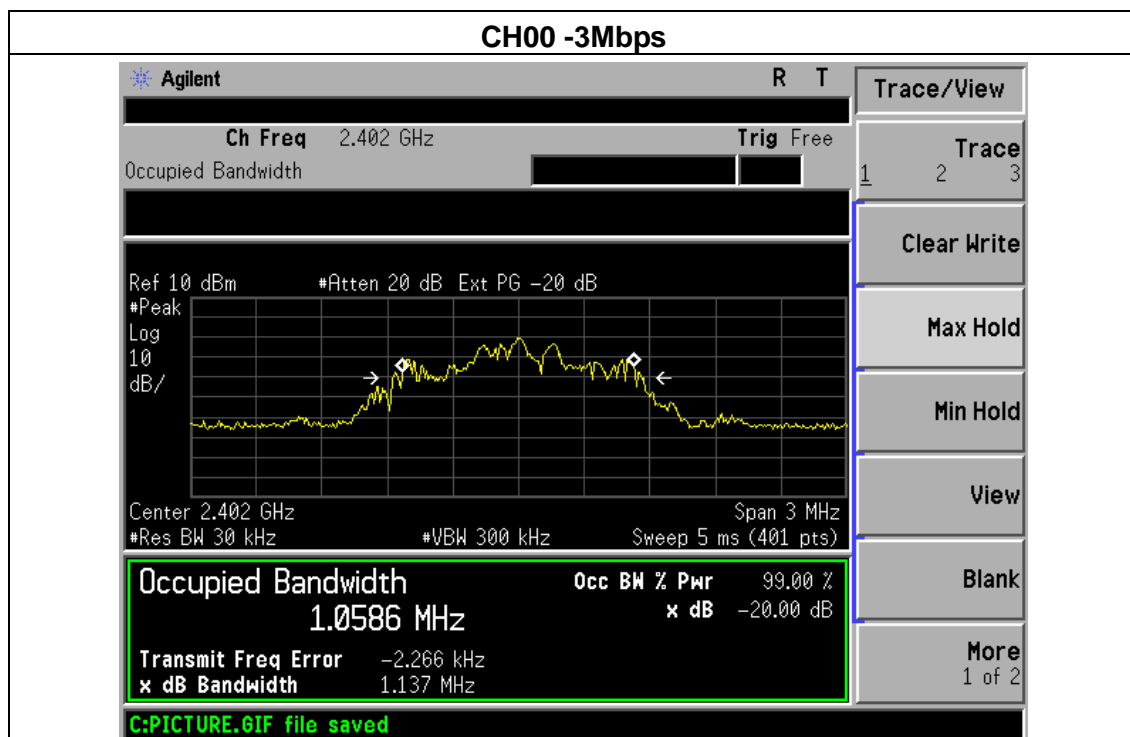 CH00 -3Mbps
Agilent R T
Trace/View
Ch Freq 2.402 GHz Trig Free
Occupied Bandwidth
Trace
1 2 3
Clear Write
Ref 10 dBm #Atten 20 dB Ext PG -20 dB
#Peak
Log
10
dB/
Max Hold
Min Hold
View
Center 2.402 GHz Span 3 MHz
#Res BW 30 kHz #VBW 300 kHz Sweep 5 ms (401 pts)
Occupied Bandwidth
1.0586 MHz
Occ BW % Pwr 99.00 %
x dB -20.00 dB
Blank
Transmit Freq Error -2.266 kHz
x dB Bandwidth 1.137 MHz
More
1 of 2
C:PICTURE.GIF file saved